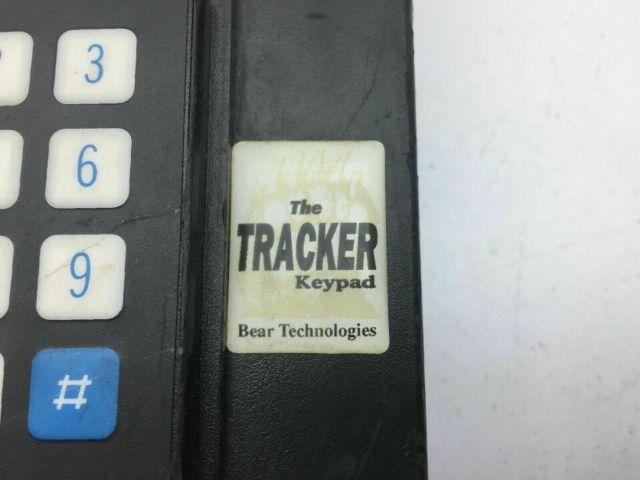 3
6
9
#
The
TRACKER
Keypad
Bear Technologies